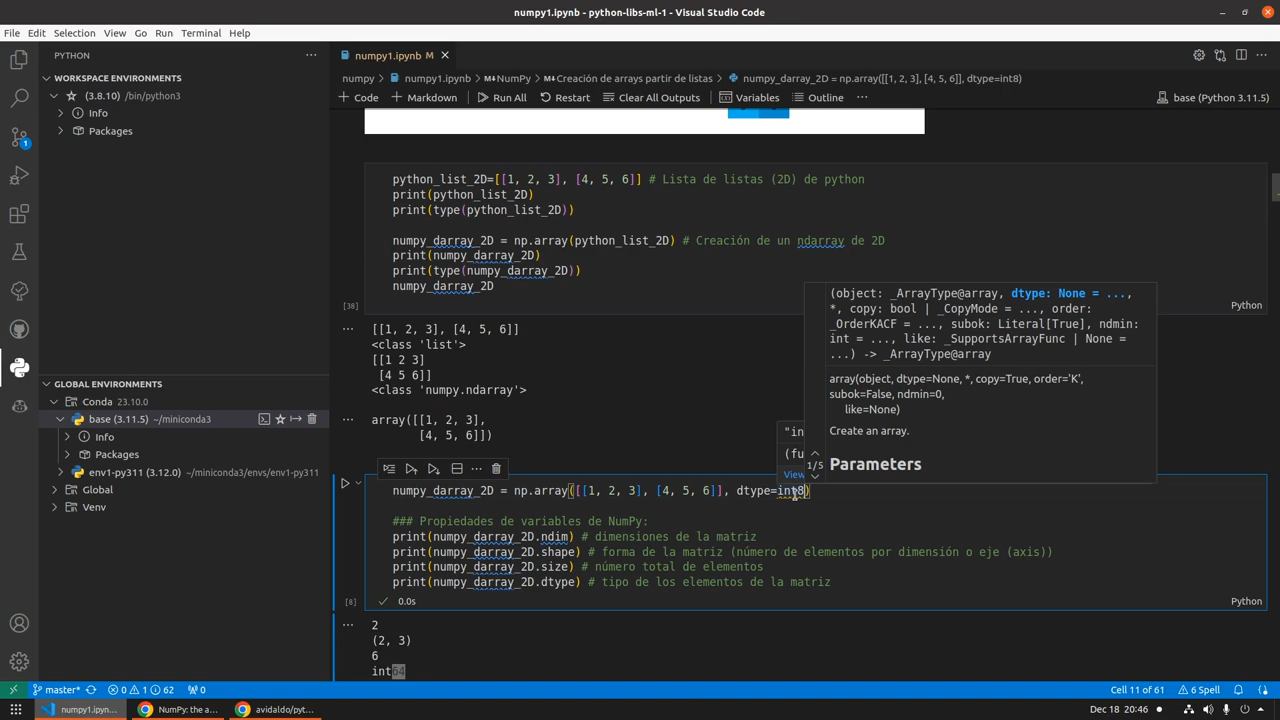 numpy1.ipynb - python-libs-ml-1 - Visual Studio Code
File Edit Selection View Go Run Terminal Help
PYTHON
numpy1.ipynb M
WORKSPACE ENVIRONMENTS
numpy > numpy1.ipynb > NumPy > Creación de arrays partir de listas > numpy_darray_2D = np.array([[1, 2, 3], [4, 5, 6]], dtype=int8)
(3.8.10) /bin/python3
Code Markdown Run All Restart Clear All Outputs Variables Outline
base (Python 3.11.5)
Info
Packages
python_list_2D=[[1, 2, 3], [4, 5, 6]] # Lista de listas (2D) de python
print(python_list_2D)
print(type(python_list_2D))
numpy_darray_2D = np.array(python_list_2D) # Creación de un ndarray de 2D
print(numpy_darray_2D)
print(type(numpy_darray_2D))
numpy_darray_2D
[38]
Python
[[1, 2, 3], [4, 5, 6]]
<class 'list'>
[[1 2 3]
[4 5 6]]
<class 'numpy.ndarray'>
array([[1, 2, 3],
[4, 5, 6]])
(object: _ArrayType@array, dtype: None = ...,
*, copy: bool | _CopyMode = ..., order:
_OrderKACF = ..., subok: Literal[True], ndmin:
int = ..., like: _SupportsArrayFunc | None =
...) -> _ArrayType@array
array(object, dtype=None, *, copy=True, order='K',
subok=False, ndmin=0,
like=None)
Create an array.
Parameters
1/5
"in
(fu
View
GLOBAL ENVIRONMENTS
Conda 23.10.0
base (3.11.5) ~/miniconda3
Info
Packages
env1-py311 (3.12.0) ~/miniconda3/envs/env1-py311
Global
Venv
numpy_darray_2D = np.array([[1, 2, 3], [4, 5, 6]], dtype=int8)
### Propiedades de variables de NumPy:
print(numpy_darray_2D.ndim) # dimensiones de la matriz
print(numpy_darray_2D.shape) # forma de la matriz (número de elementos por dimensión o eje (axis))
print(numpy_darray_2D.size) # número total de elementos
print(numpy_darray_2D.dtype) # tipo de los elementos de la matriz
[8]
0.0s
Python
2
(2, 3)
6
int64
1
master* 0 1 62 0
Cell 11 of 61 6 Spell
numpy1.ipyn... NumPy: the a... avidaldo/pyt...
Dec 18 20:46